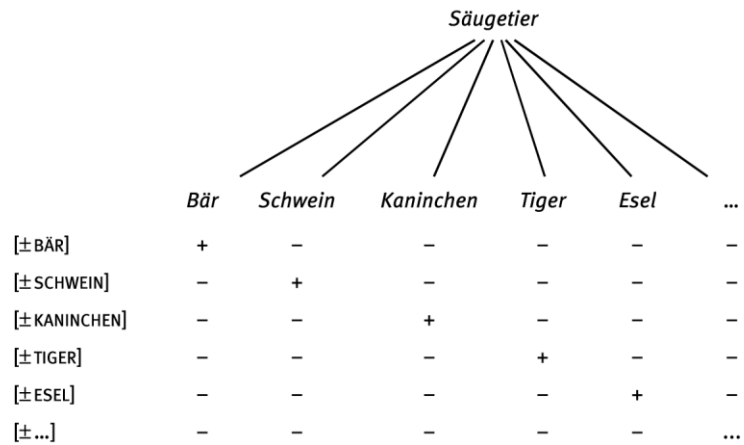 Säugetier
Bär Schwein Kaninchen Tiger Esel ...
[±BÄR] + – – – – –
[±SCHWEIN] – + – – – –
[±KANINCHEN] – – + – – –
[±TIGER] – – – + – –
[±ESEL] – – – – + –
[±...] – – – – – ...